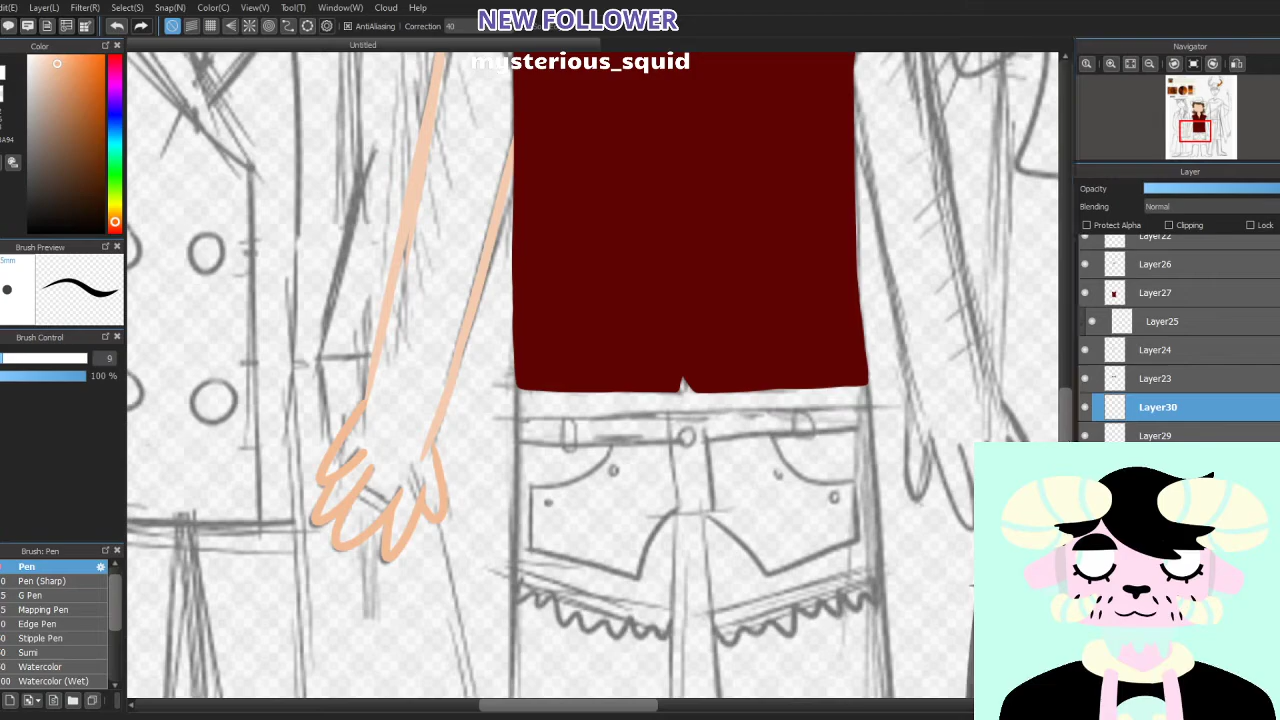 Layer(L) Filter(R) Select(S) Snap(N) Color(C) View(V) Tool(T) Window(W) Cloud Help
NEW FOLLOWER
mysterious_squid
AntiAliasing Correction 40
Untitled
Color
Navigator
Brush Preview
Brush Control
9
100 %
Brush: Pen
Pen
Pen (Sharp)
G Pen
Mapping Pen
Edge Pen
Stipple Pen
Sumi
Watercolor
Watercolor (Wet)
Layer
Opacity
Blending Normal
Protect Alpha Clipping Lock
Layer22
Layer26
Layer27
Layer25
Layer24
Layer23
Layer30
Layer29